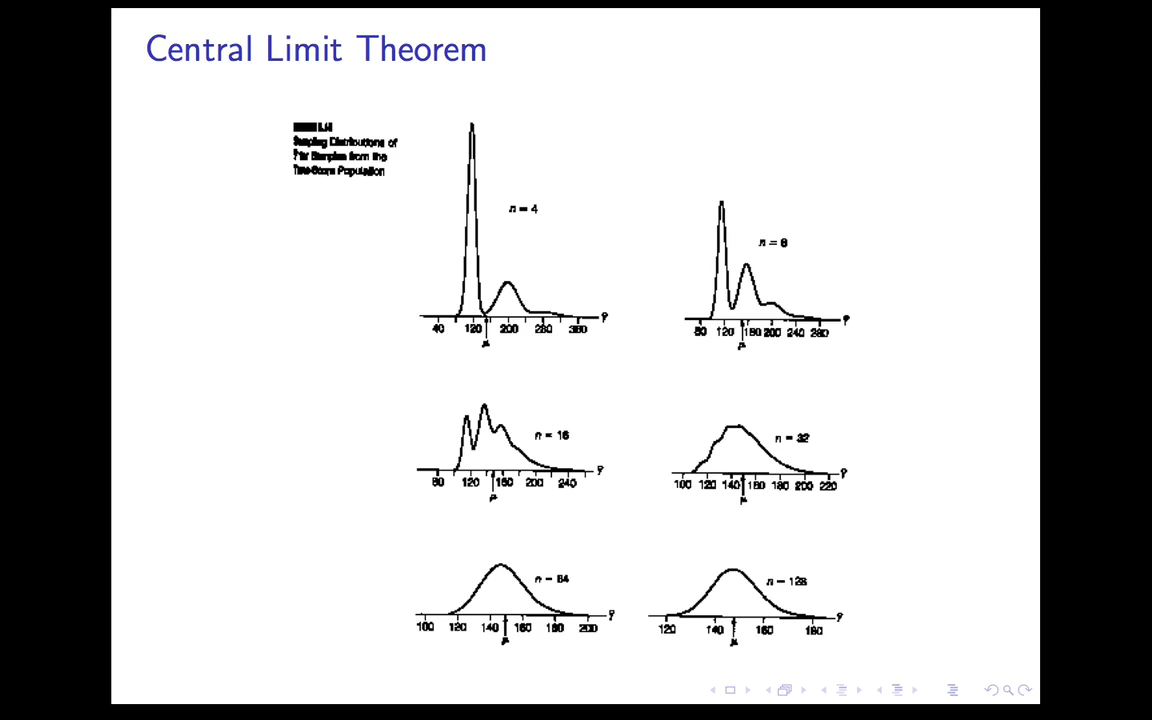 Central Limit Theorem
Sampling Distributions of
for Samples from the
Time-Score Population
n = 4
40 120 200 280 360
μ
n = 8
80 120 160 200 240 280
μ
n = 16
80 120 160 200 240
μ
n = 32
100 120 140 160 180 200 220
μ
n = 64
100 120 140 160 180 200
μ
n = 128
120 140 160 180
μ